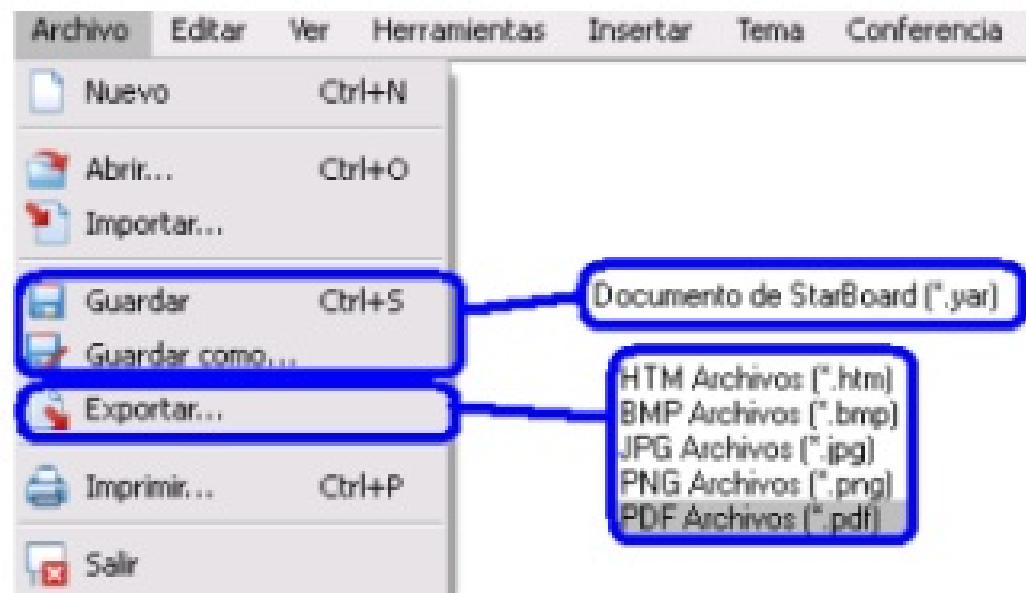 Archivo Editar Ver Herramientas Insertar Tema Conferencia
Nuevo Ctrl+N
Abrir... Ctrl+O
Importar...
Guardar Ctrl+S
Guardar como...
Exportar...
Imprimir... Ctrl+P
Salir
Documento de StarBoard (*.yar)
HTM Archivos (*.htm)
BMP Archivos (*.bmp)
JPG Archivos (*.jpg)
PNG Archivos (*.png)
PDF Archivos (*.pdf)